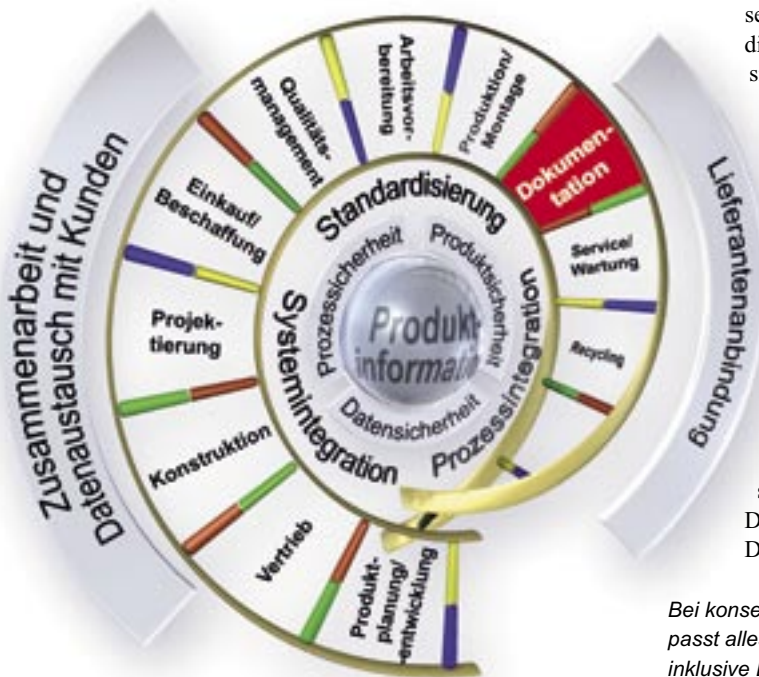 Zusammenarbeit und
Datenaustausch mit Kunden
Produkt-
planung/
-entwicklung
Vertrieb
Konstruktion
Projek-
tierung
Einkauf/
Beschaffung
Qualitäts-
management
Arbeitsvor-
bereitung
Produktion/
Montage
Dokumen-
tation
Service/
Wartung
Recycling
Lieferantenanbindung
Standardisierung
Systemintegration
Prozessintegration
Prozesssicherheit
Produktsicherheit
Datensicherheit
Produkt-
se
di
s
s
D
D
Bei konse
passt alle
inklusive